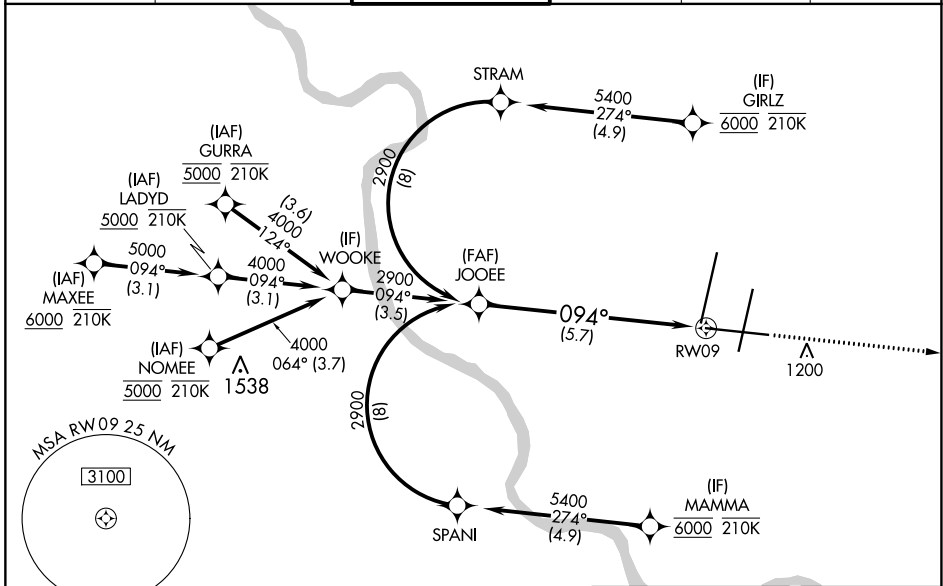 STRAM
5400
274°
(4.9)
(IF)
GIRLZ
6000 210K
2900
(8)
(IAF)
GURRA
5000 210K
(IAF)
LADYD
5000 210K
(3.6)
4000
124°
(IF)
WOOKE
5000
094°
(3.1)
4000
094°
(3.1)
2900
094°
(3.5)
(FAF)
JOOEE
(IAF)
MAXEE
6000 210K
094°
(5.7)
RW09
1200
(IAF)
NOMEE
5000 210K
4000
064° (3.7)
1538
2900
(8)
MSA RW09 25 NM
3100
SPANI
5400
274°
(4.9)
(IF)
MAMMA
6000 210K